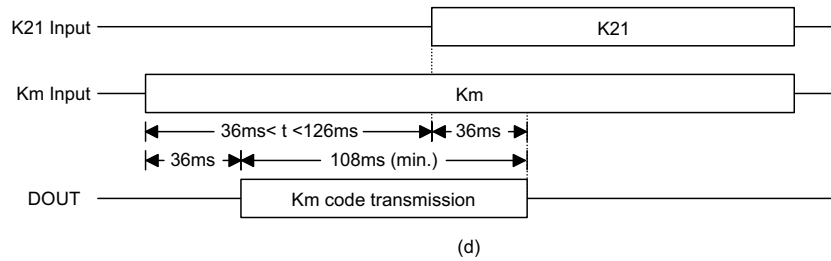 K21 Input
K21
Km Input
Km
36ms< t <126ms
36ms
36ms
108ms (min.)
DOUT
Km code transmission
(d)